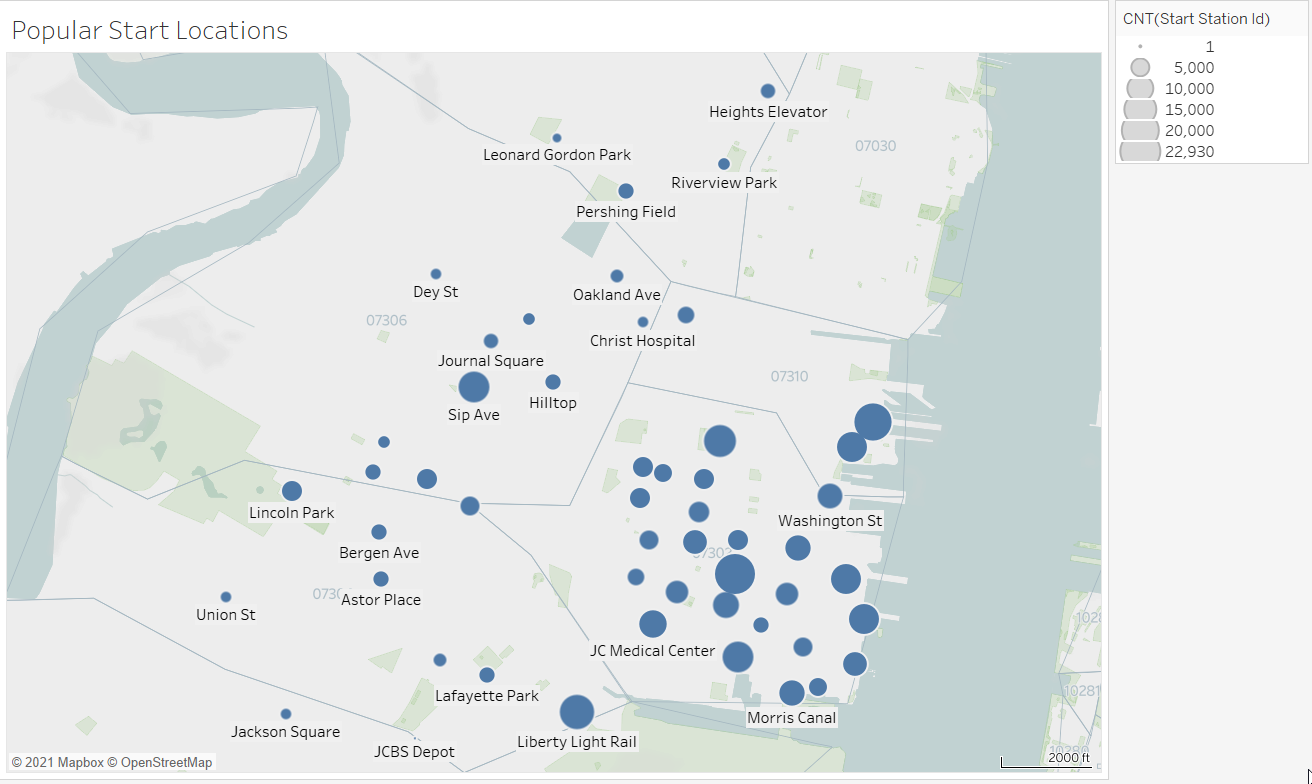 Popular Start Locations
CNT(Start Station Id)
1
5,000
10,000
15,000
20,000
22,930
Heights Elevator
Leonard Gordon Park
07030
Riverview Park
Pershing Field
Dey St
Oakland Ave
07306
Christ Hospital
Journal Square
07310
Hilltop
Sip Ave
Lincoln Park
Washington St
Bergen Ave
Astor Place
Union St
JC Medical Center
10281
Lafayette Park
Morris Canal
Jackson Square
Liberty Light Rail
JCBS Depot
10280
2000 ft
© 2021 Mapbox © OpenStreetMap